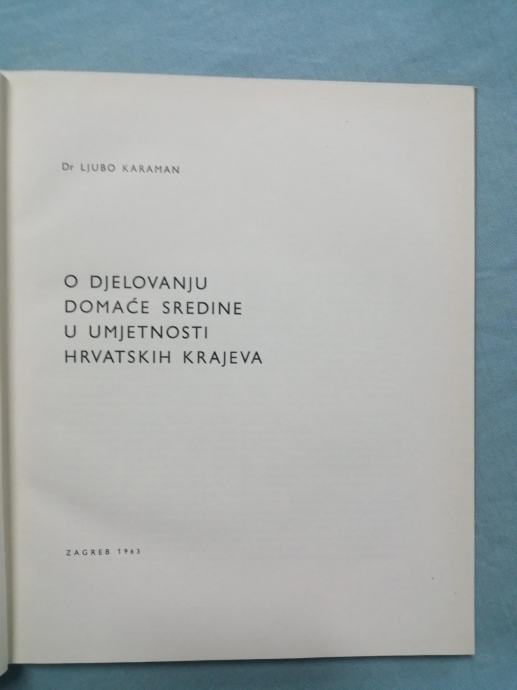 Dr LJUBO KARAMAN
O DJELOVANJU
DOMAĆE SREDINE
U UMJETNOSTI
HRVATSKIH KRAJEVA
ZAGREB 1963